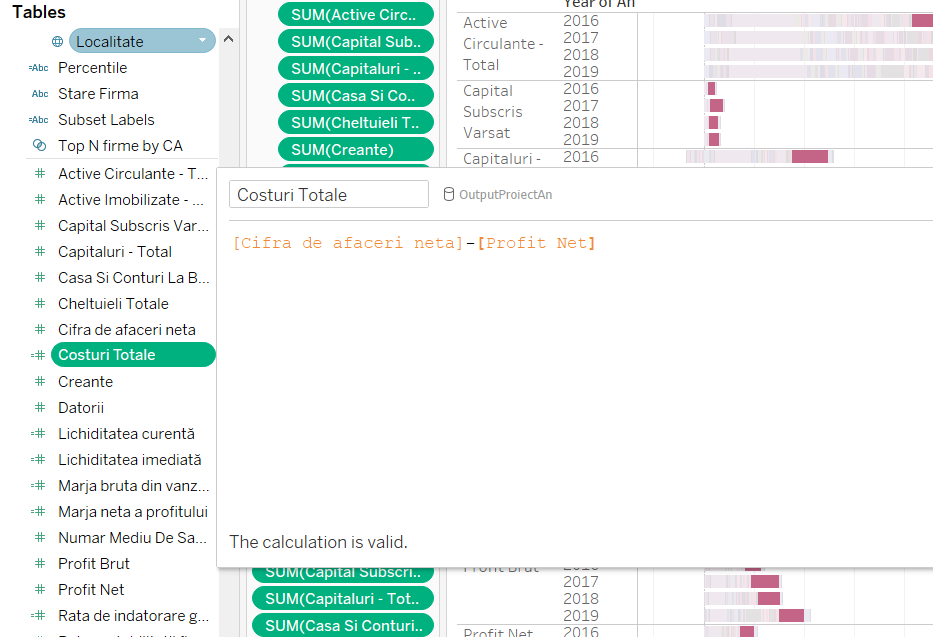 Tables
Localitate
=Abc Percentile
Abc Stare Firma
=Abc Subset Labels
Top N firme by CA
# Active Circulante - T...
# Active Imobilizate - ...
# Capital Subscris Var...
# Capitaluri - Total
# Casa Si Conturi La B...
# Cheltuieli Totale
# Cifra de afaceri neta
=# Costuri Totale
# Creante
# Datorii
=# Lichiditatea curentă
=# Lichiditatea imediată
=# Marja bruta din vanz...
=# Marja neta a profitului
# Numar Mediu De Sa...
# Profit Brut
# Profit Net
=# Rata de indatorare g...
SUM(Active Circ..
SUM(Capital Sub..
SUM(Capitaluri - ..
SUM(Casa Si Co..
SUM(Cheltuieli T..
SUM(Creante)
Year of An
Active Circulante - Total
2016
2017
2018
2019
Capital Subscris Varsat
2016
2017
2018
2019
Capitaluri -
2016
Costuri Totale
OutputProiectAn
[Cifra de afaceri neta]-[Profit Net]
The calculation is valid.
SUM(Capital Subscri..
SUM(Capitaluri - Tot..
SUM(Casa Si Conturi..
Profit Brut
2016
2017
2018
2019
Profit Net
2016